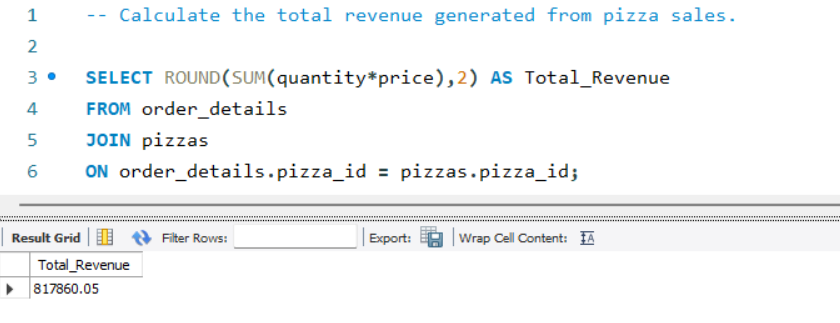 1 -- Calculate the total revenue generated from pizza sales.
2
3 SELECT ROUND(SUM(quantity*price),2) AS Total_Revenue
4 FROM order_details
5 JOIN pizzas
6 ON order_details.pizza_id = pizzas.pizza_id;
Result Grid Filter Rows: Export: Wrap Cell Content: IA
Total_Revenue
817860.05